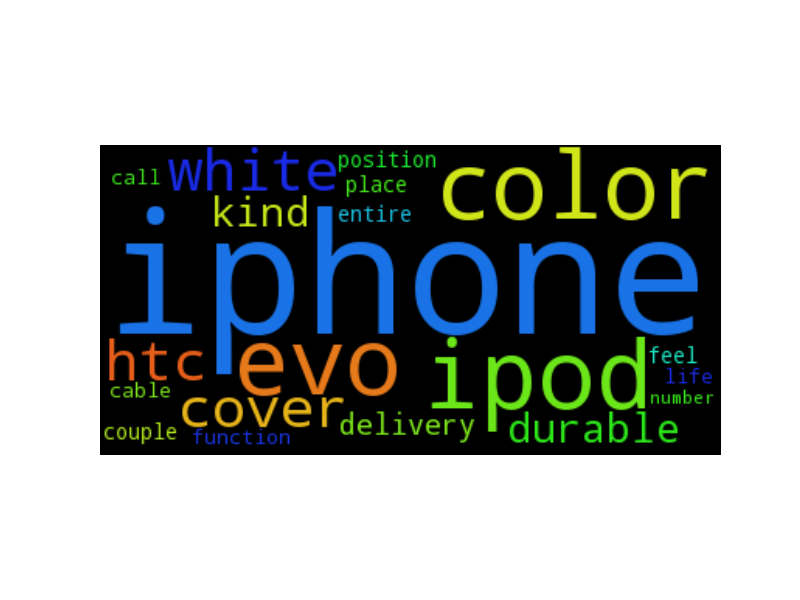 call white position color
place
kind entire
iphone
htc evo ipod feel
life
cable number
cover
couple function delivery durable